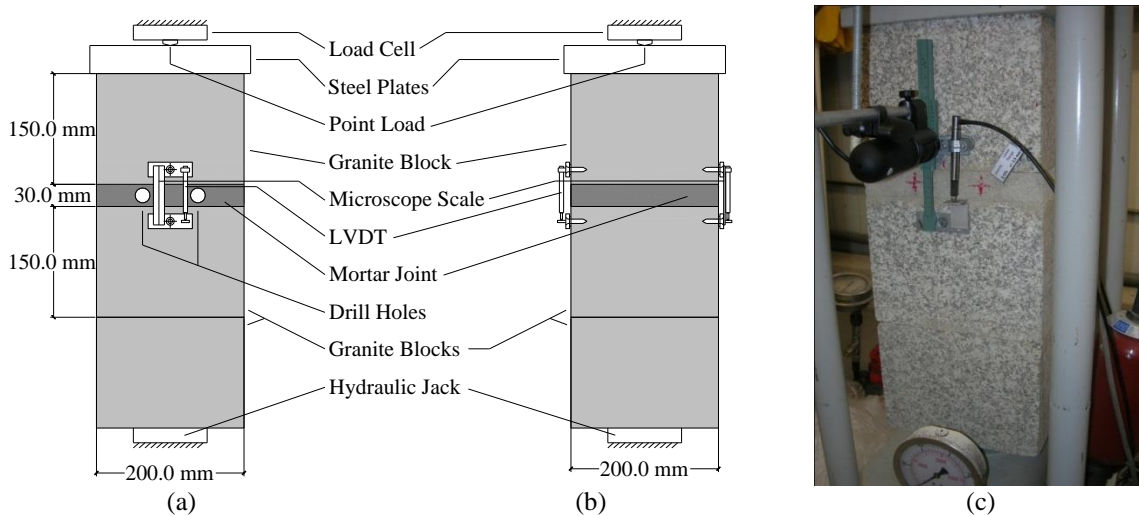 Load Cell
Steel Plates
Point Load
Granite Block
Microscope Scale
LVDT
Mortar Joint
Drill Holes
Granite Blocks
Hydraulic Jack
150.0 mm
30.0 mm
150.0 mm
200.0 mm
200.0 mm
(a)
(b)
(c)